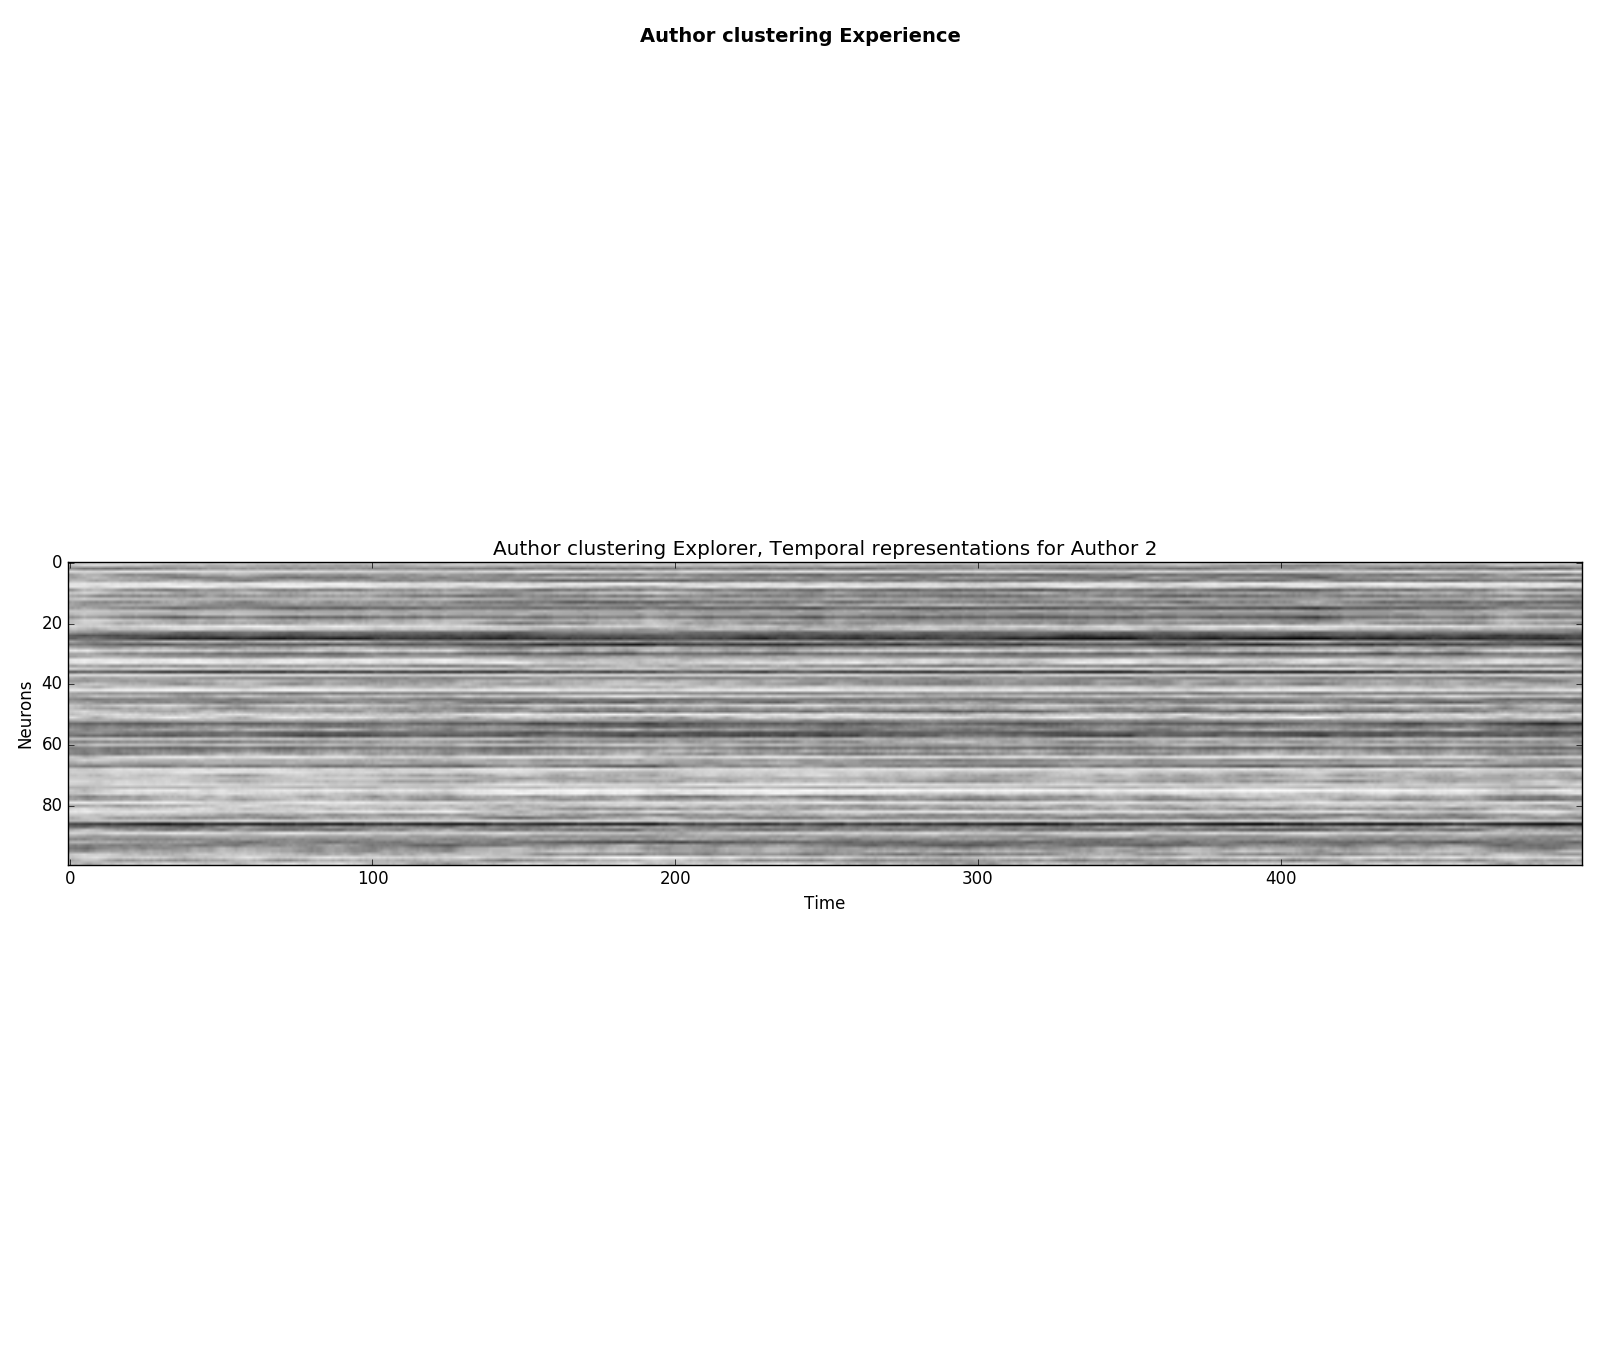 Author clustering Experience
Author clustering Explorer, Temporal representations for Author 2
0
20
40
60
80
Neurons
0 100 200 300 400
Time